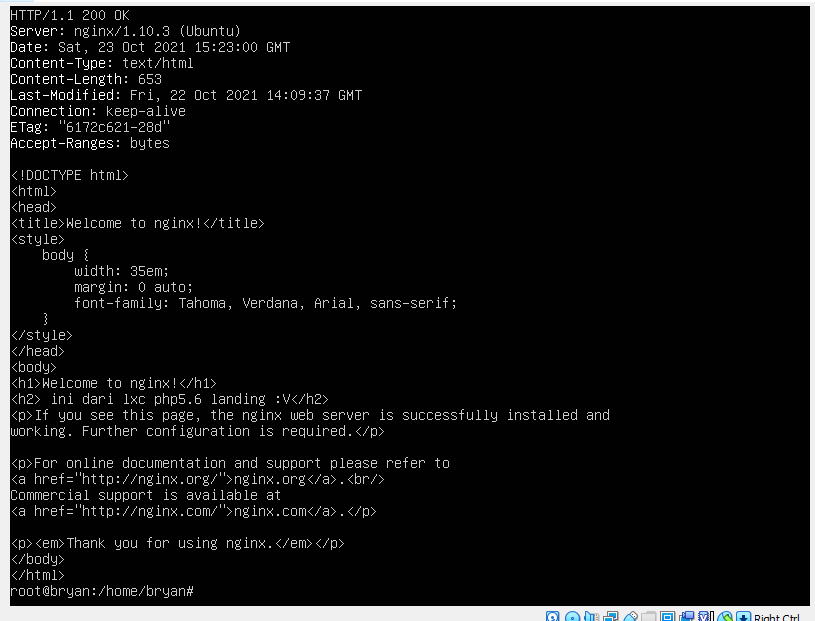 HTTP/1.1 200 OK
Server: nginx/1.10.3 (Ubuntu)
Date: Sat, 23 Oct 2021 15:23:00 GMT
Content-Type: text/html
Content-Length: 653
Last-Modified: Fri, 22 Oct 2021 14:09:37 GMT
Connection: keep-alive
ETag: "6172c621-28d"
Accept-Ranges: bytes

<!DOCTYPE html>
<html>
<head>
<title>Welcome to nginx!</title>
<style>
    body {
        width: 35em;
        margin: 0 auto;
        font-family: Tahoma, Verdana, Arial, sans-serif;
    }
</style>
</head>
<body>
<h1>Welcome to nginx!</h1>
<h2> ini dari lxc php5.6 landing :V</h2>
<p>If you see this page, the nginx web server is successfully installed and
working. Further configuration is required.</p>

<p>For online documentation and support please refer to
<a href="http://nginx.org/">nginx.org</a>.<br/>
Commercial support is available at
<a href="http://nginx.com/">nginx.com</a>.</p>

<p><em>Thank you for using nginx.</em></p>
</body>
</html>
root@bryan:/home/bryan#
Right Ctrl